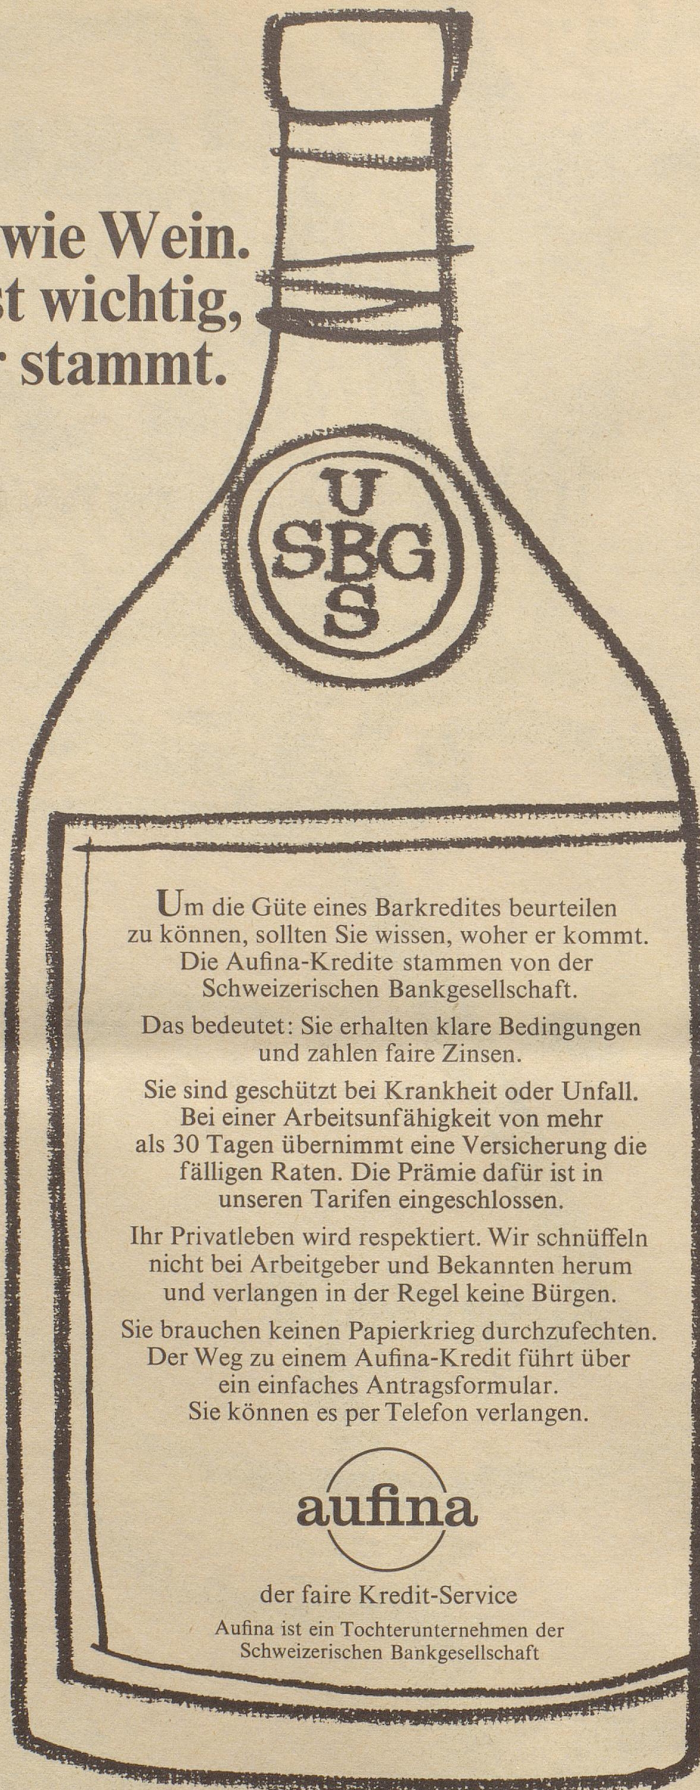 wie Wein.
wichtig,
stammt.
U
SBG
S
Um die Güte eines Barkredites beurteilen
zu können, sollten Sie wissen, woher er kommt.
Die Aufina-Kredite stammen von der
Schweizerischen Bankgesellschaft.
Das bedeutet: Sie erhalten klare Bedingungen
und zahlen faire Zinsen.
Sie sind geschützt bei Krankheit oder Unfall.
Bei einer Arbeitsunfähigkeit von mehr
als 30 Tagen übernimmt eine Versicherung die
fälligen Raten. Die Prämie dafür ist in
unseren Tarifen eingeschlossen.
Ihr Privatleben wird respektiert. Wir schnüffeln
nicht bei Arbeitgeber und Bekannten herum
und verlangen in der Regel keine Bürgen.
Sie brauchen keinen Papierkrieg durchzufechten.
Der Weg zu einem Aufina-Kredit führt über
ein einfaches Antragsformular.
Sie können es per Telefon verlangen.
aufina
der faire Kredit-Service
Aufina ist ein Tochterunternehmen der
Schweizerischen Bankgesellschaft